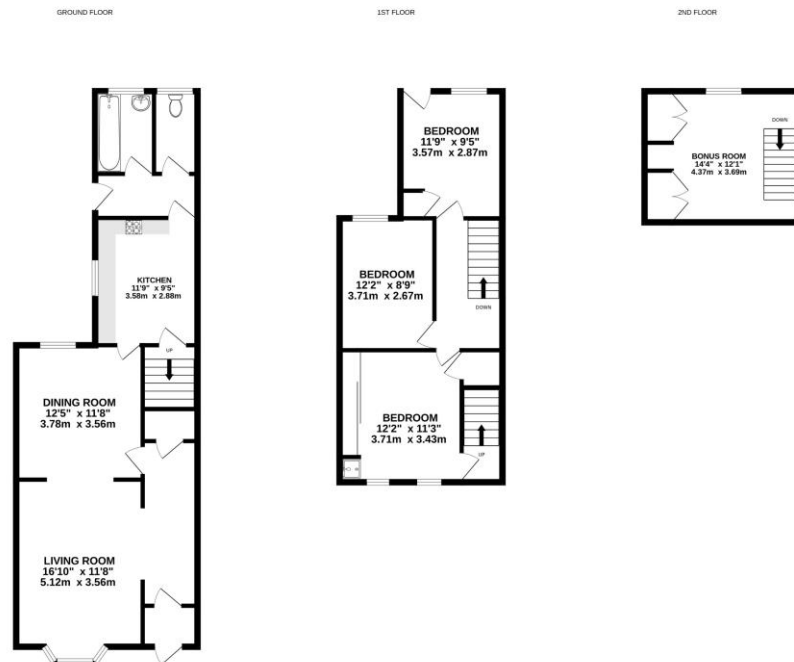 GROUND FLOOR
1ST FLOOR
2ND FLOOR
KITCHEN
11'9" x 9'5"
3.58m x 2.88m
UP
DINING ROOM
12'5" x 11'8"
3.78m x 3.56m
LIVING ROOM
16'10" x 11'8"
5.12m x 3.56m
BEDROOM
11'9" x 9'5"
3.57m x 2.87m
BEDROOM
12'2" x 8'9"
3.71m x 2.67m
DOWN
BEDROOM
12'2" x 11'3"
3.71m x 3.43m
UP
DOWN
BONUS ROOM
14'4" x 12'1"
4.37m x 3.69m